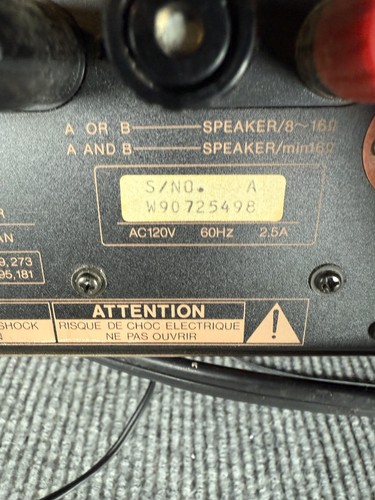 A OR B SPEAKER/8~16Ω
A AND B SPEAKER/min16Ω
S/NO. A
W90725498
AC120V 60Hz 2.5A
R
AN
9,273
95,181
SHOCK
N
ATTENTION
RISQUE DE CHOC ELECTRIQUE
NE PAS OUVRIR